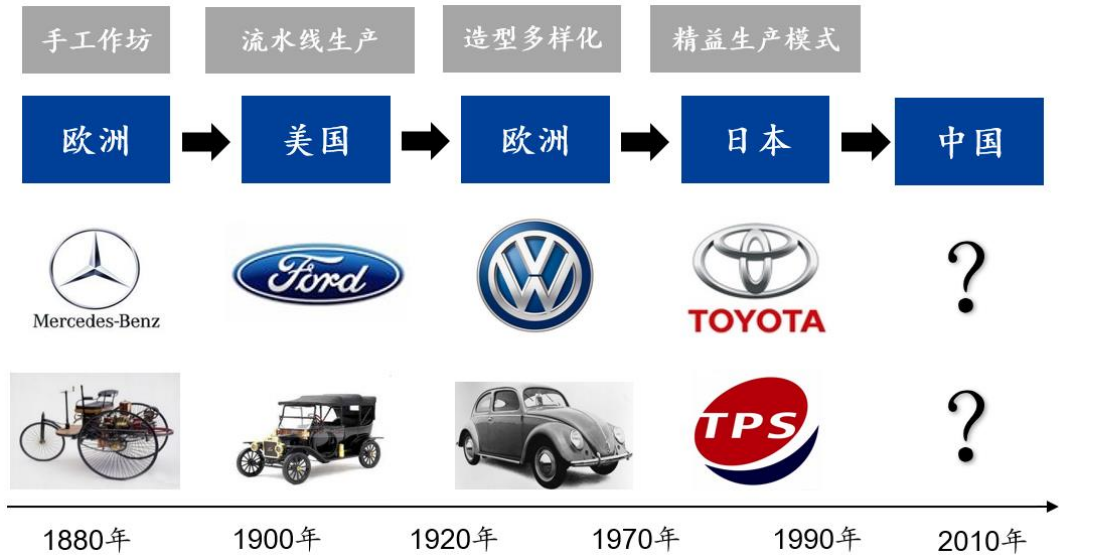 手工作坊
流水线生产
造型多样化
精益生产模式
欧洲
美国
欧洲
日本
中国
Mercedes-Benz
Ford
VW
TOYOTA
?
TPS
?
1880年
1900年
1920年
1970年
1990年
2010年